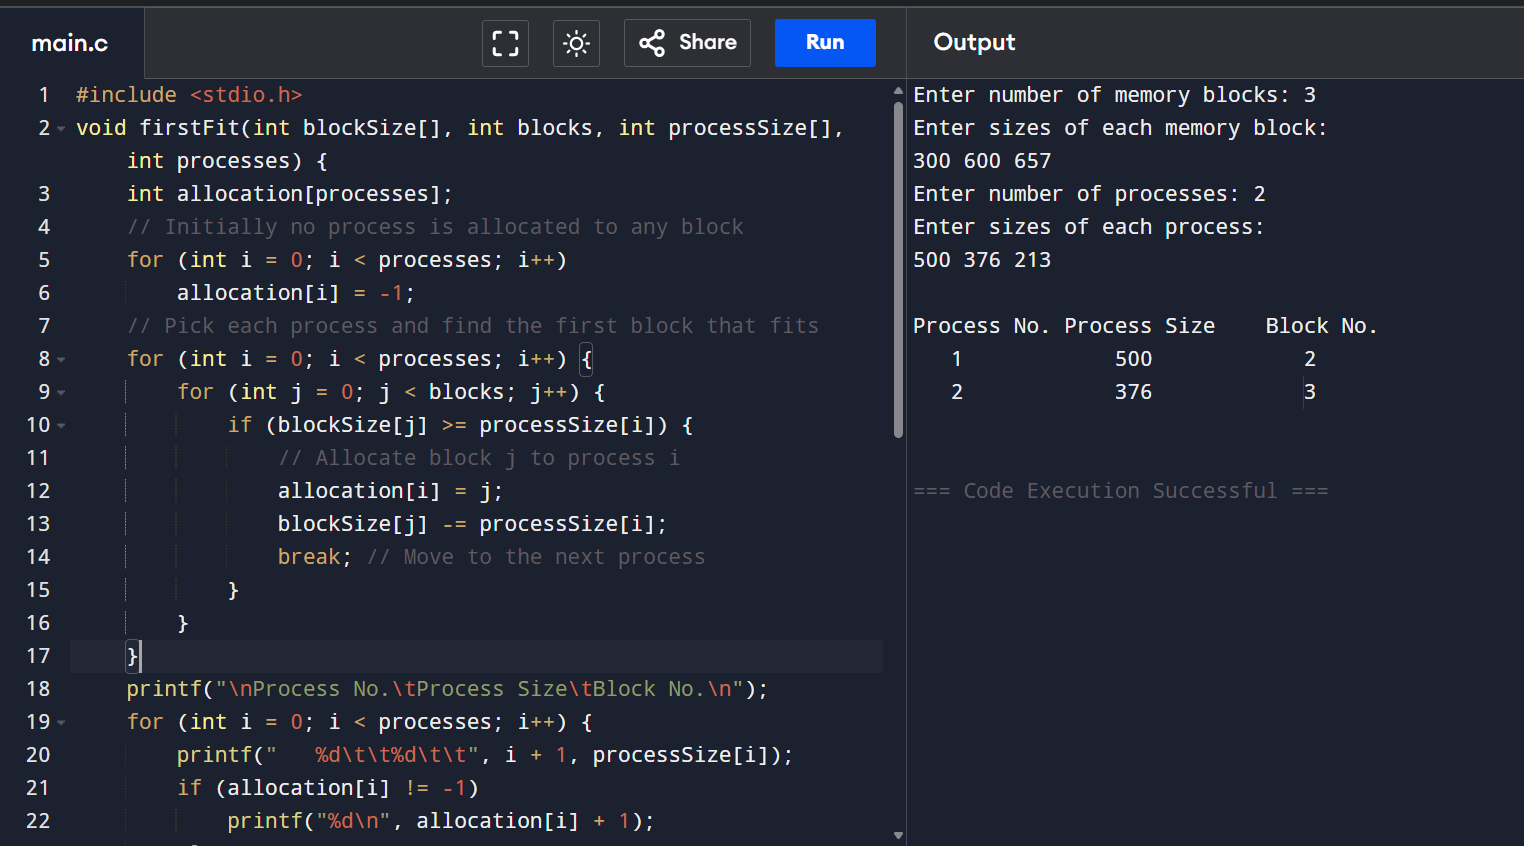 main.c
Share
Run
Output
1 #include <stdio.h>
2 void firstFit(int blockSize[], int blocks, int processSize[],
int processes) {
3 int allocation[processes];
4 // Initially no process is allocated to any block
5 for (int i = 0; i < processes; i++)
6 allocation[i] = -1;
7 // Pick each process and find the first block that fits
8 for (int i = 0; i < processes; i++) {
9 for (int j = 0; j < blocks; j++) {
10 if (blockSize[j] >= processSize[i]) {
11 // Allocate block j to process i
12 allocation[i] = j;
13 blockSize[j] -= processSize[i];
14 break; // Move to the next process
15 }
16 }
17 }
18 printf("\nProcess No.\tProcess Size\tBlock No.\n");
19 for (int i = 0; i < processes; i++) {
20 printf("   %d\t\t%d\t\t", i + 1, processSize[i]);
21 if (allocation[i] != -1)
22 printf("%d\n", allocation[i] + 1);
Enter number of memory blocks: 3
Enter sizes of each memory block:
300 600 657
Enter number of processes: 2
Enter sizes of each process:
500 376 213
Process No. Process Size    Block No.
1 500 2
2 376 3
=== Code Execution Successful ===